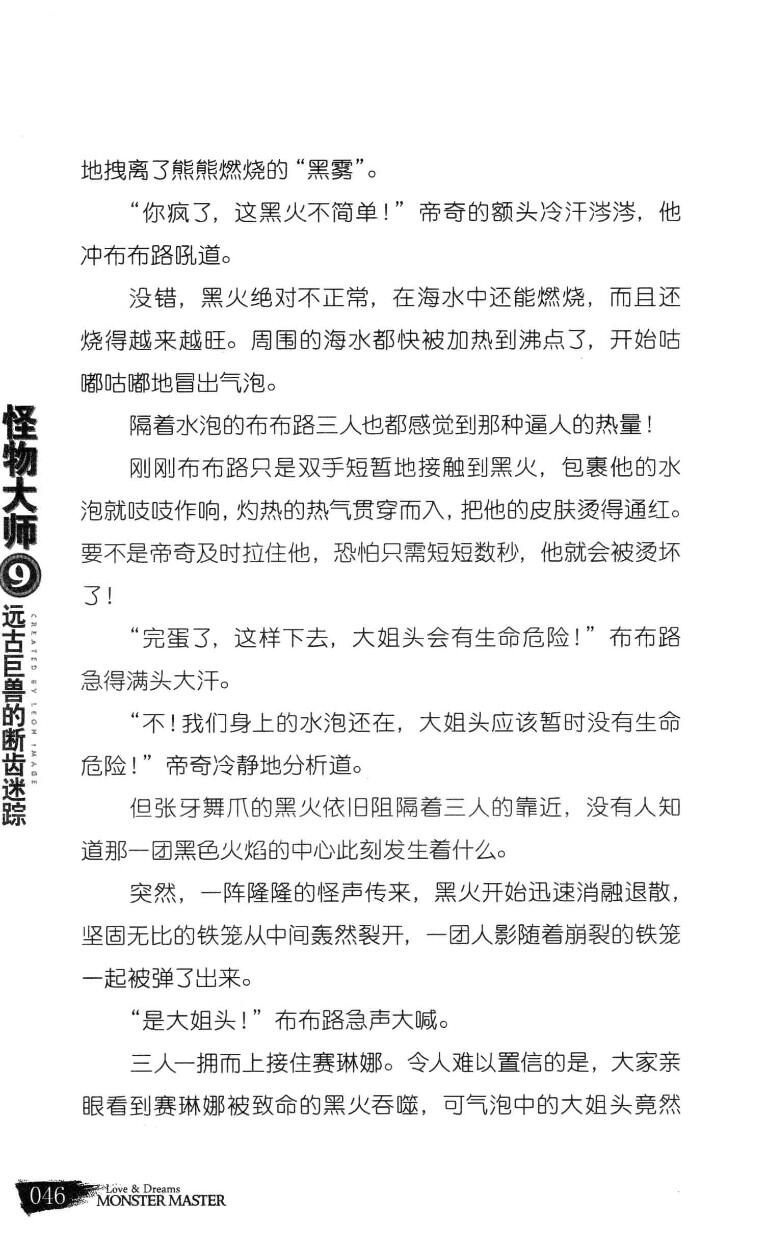 地拽离了熊熊燃烧的“黑雾”。
“你疯了，这黑火不简单！”帝奇的额头冷汗涔涔，他
冲布布路吼道。
没错，黑火绝对不正常，在海水中还能燃烧，而且还
烧得越来越旺。周围的海水都快被加热到沸点了，开始咕
嘟咕嘟地冒出气泡。
隔着水泡的布布路三人也都感觉到那种逼人的热量！
刚刚布布路只是双手短暂地接触到黑火，包裹他的水
泡就吱吱作响，灼热的热气贯穿而入，把他的皮肤烫得通红。
要不是帝奇及时拉住他，恐怕只需短短数秒，他就会被烫坏
了！
“完蛋了，这样下去，大姐头会有生命危险！”布布路
急得满头大汗。
“不！我们身上的水泡还在，大姐头应该暂时没有生命
危险！”帝奇冷静地分析道。
但张牙舞爪的黑火依旧阻隔着三人的靠近，没有人知
道那一团黑色火焰的中心此刻发生着什么。
突然，一阵隆隆的怪声传来，黑火开始迅速消融退散，
坚固无比的铁笼从中间轰然裂开，一团人影随着崩裂的铁笼
一起被弹了出来。
“是大姐头！”布布路急声大喊。
三人一拥而上接住赛琳娜。令人难以置信的是，大家亲
眼看到赛琳娜被致命的黑火吞噬，可气泡中的大姐头竟然
怪物大师
9
远古巨兽的断齿迷踪
CREATED BY LEON IMAGE
046
Love & Dreams
MONSTER MASTER